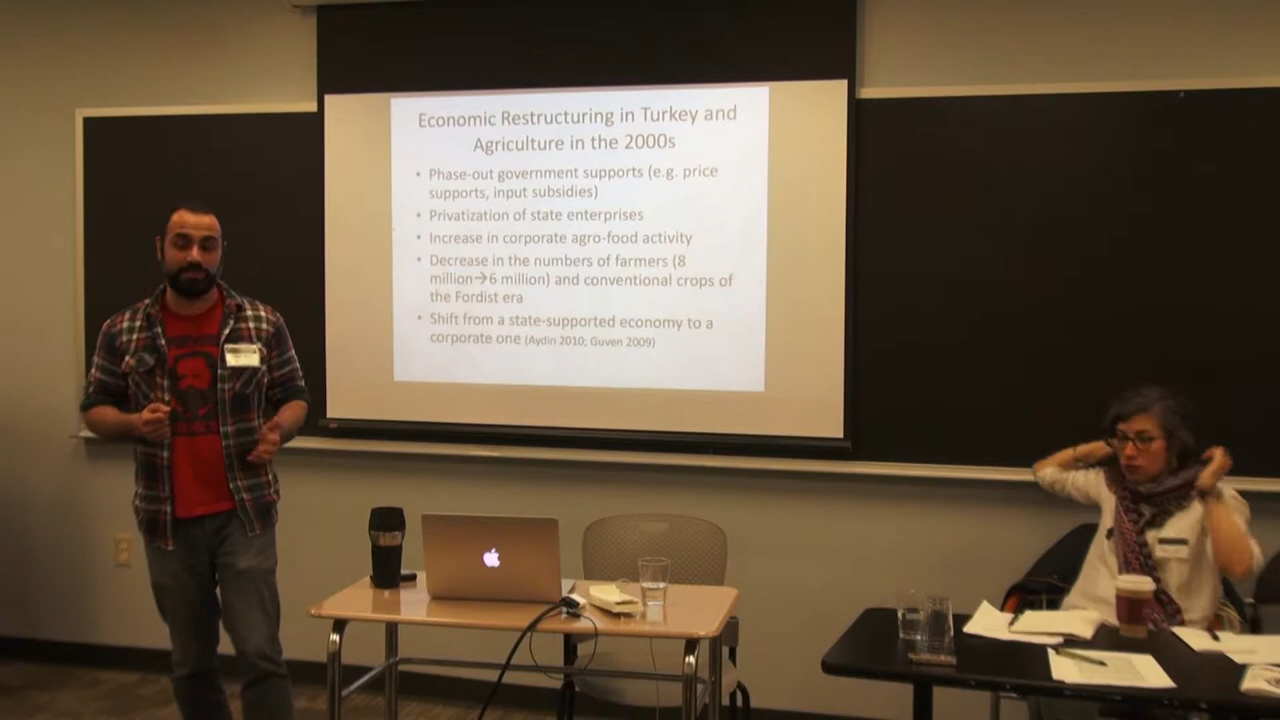 Economic Restructuring in Turkey and
Agriculture in the 2000s
• Phase-out government supports (e.g. price
supports, input subsidies)
• Privatization of state enterprises
• Increase in corporate agro-food activity
• Decrease in the numbers of farmers (8
million→6 million) and conventional crops of
the Fordist era
• Shift from a state-supported economy to a
corporate one (Aydin 2010; Guven 2009)